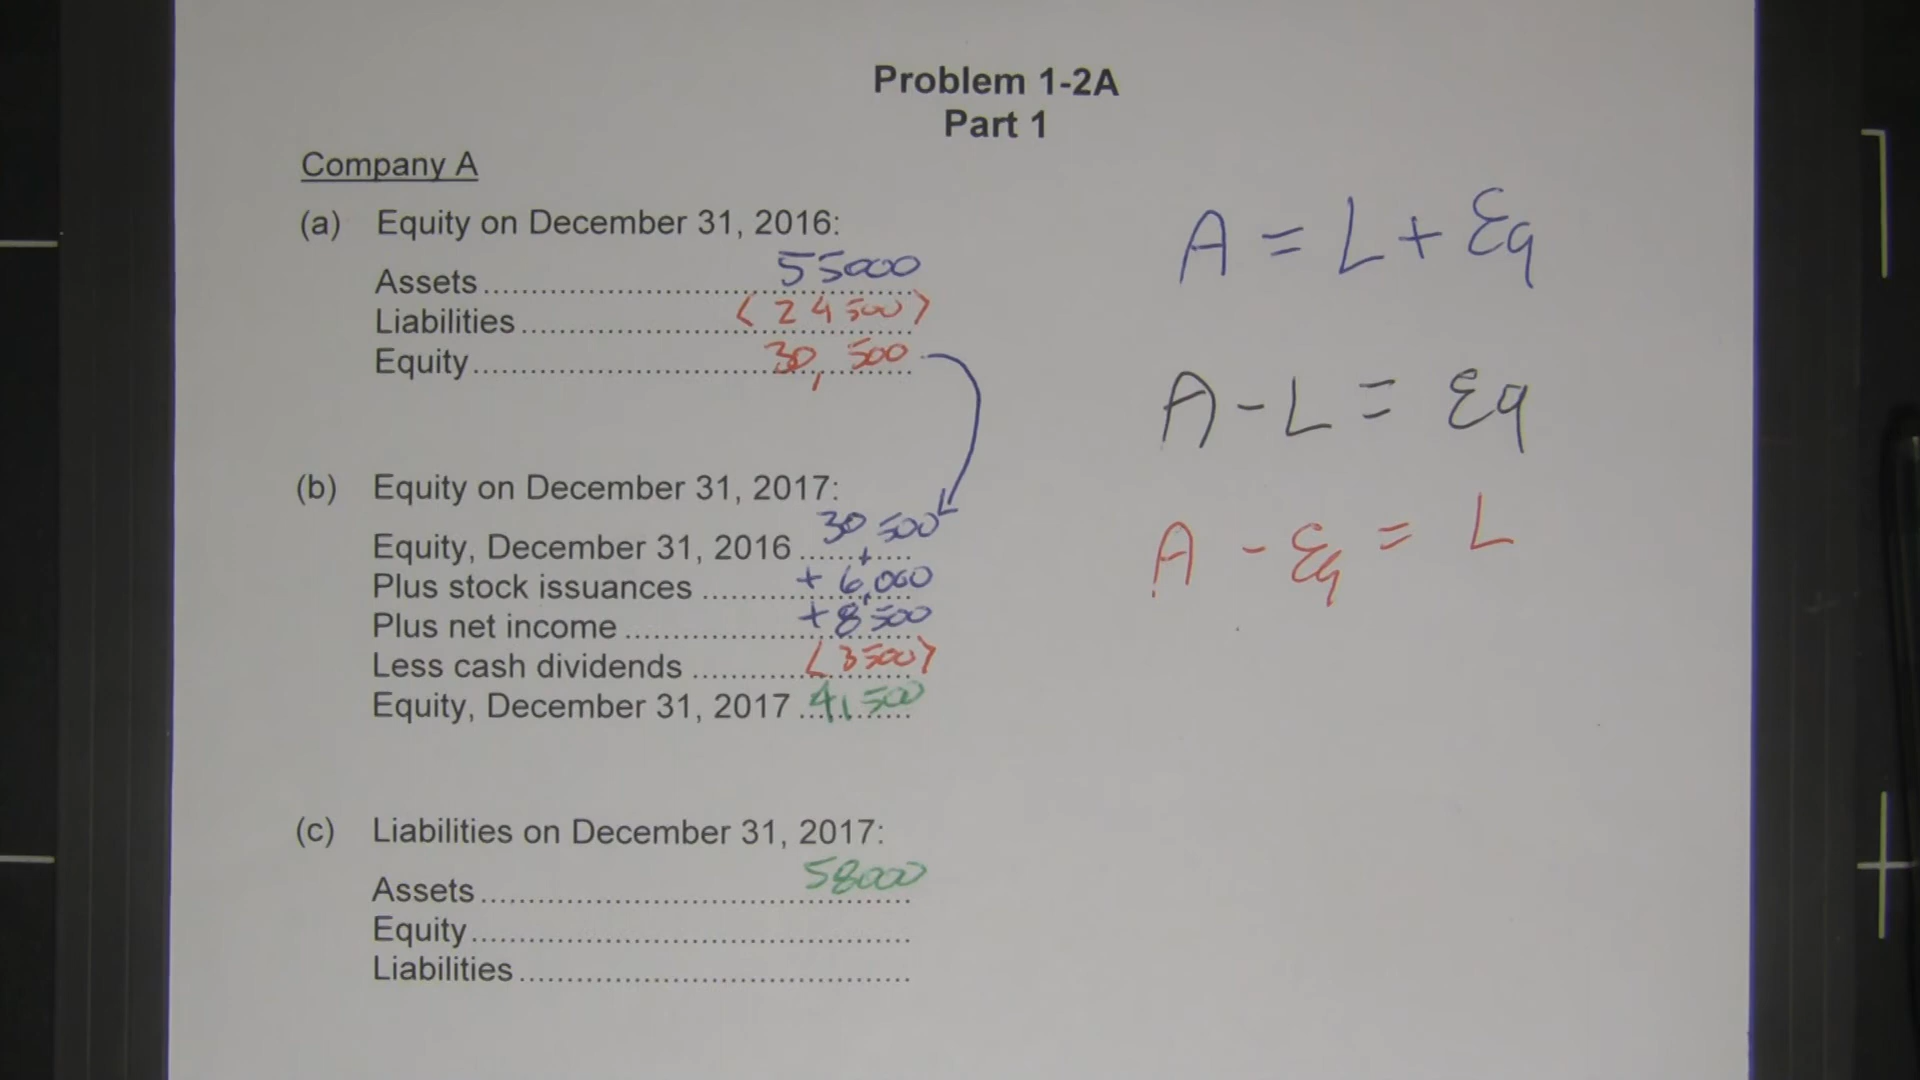 Problem 1-2A
Part 1
Company A
(a) Equity on December 31, 2016:
Assets.......... 55000
Liabilities.......... (24500)
Equity.......... 30,500
(b) Equity on December 31, 2017:
Equity, December 31, 2016.......... 30,500
Plus stock issuances.......... +6,000
Plus net income.......... +8500
Less cash dividends.......... (3500)
Equity, December 31, 2017.......... 41,500
(c) Liabilities on December 31, 2017:
Assets.......... 58000
Equity..........
Liabilities..........
A = L + Eq
A - L = Eq
A - Eq = L